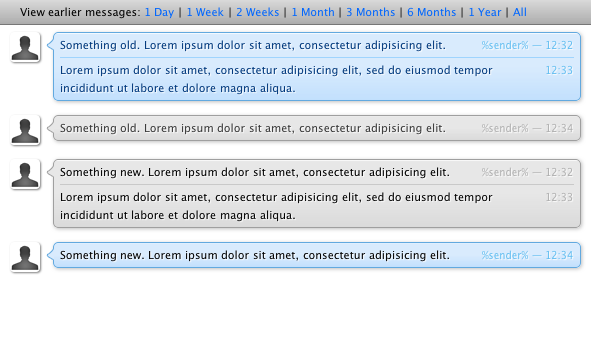 View earlier messages: 1 Day | 1 Week | 2 Weeks | 1 Month | 3 Months | 6 Months | 1 Year | All
Something old. Lorem ipsum dolor sit amet, consectetur adipisicing elit. %sender% — 12:32
Lorem ipsum dolor sit amet, consectetur adipisicing elit, sed do eiusmod tempor 12:33
incididunt ut labore et dolore magna aliqua.
Something old. Lorem ipsum dolor sit amet, consectetur adipisicing elit. %sender% — 12:34
Something new. Lorem ipsum dolor sit amet, consectetur adipisicing elit. %sender% — 12:32
Lorem ipsum dolor sit amet, consectetur adipisicing elit, sed do eiusmod tempor 12:33
incididunt ut labore et dolore magna aliqua.
Something new. Lorem ipsum dolor sit amet, consectetur adipisicing elit. %sender% — 12:34